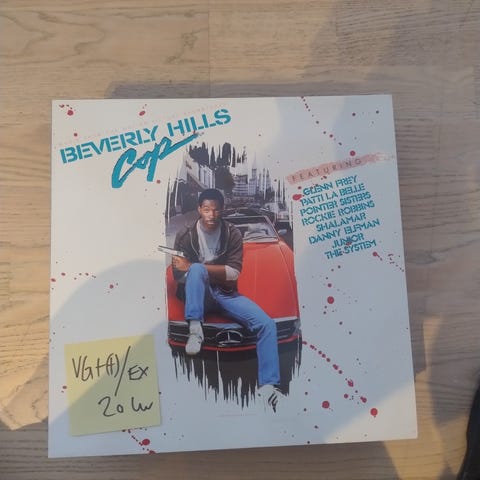 BEVERLY HILLS
Cop
FEATURING
GLENN FREY
PATTI LA BELLE
POINTER SISTERS
ROCKIE ROBBINS
SHALAMAR
DANNY ELFMAN
JUNIOR
THE SYSTEM
VG+(+)/EX
20 kr